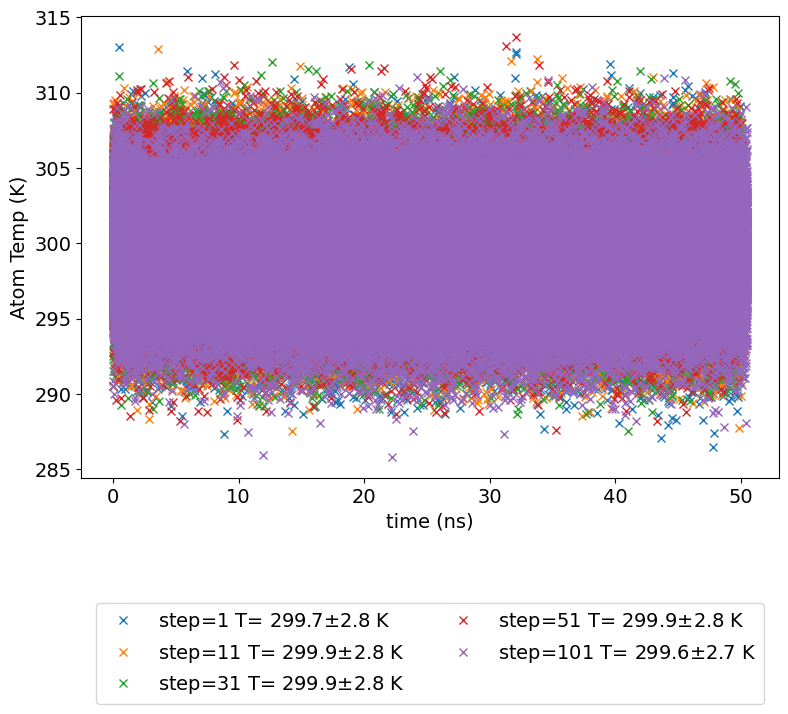 315
310
305
300
295
290
285
Atom Temp (K)
0 10 20 30 40 50
time (ns)
step=1 T= 299.7±2.8 K
step=11 T= 299.9±2.8 K
step=31 T= 299.9±2.8 K
step=51 T= 299.9±2.8 K
step=101 T= 299.6±2.7 K